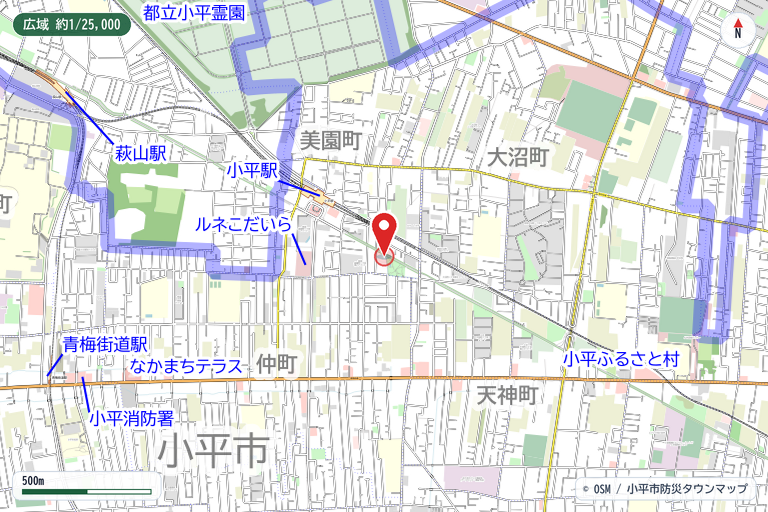 広域 約1/25,000
都立小平霊園
N
美園町
萩山駅
大沼町
小平駅
町
ルネこだいら
青梅街道駅
なかまちテラス
仲町
小平ふるさと村
天神町
小平消防署
小平市
500m
© OSM / 小平市防災タウンマップ